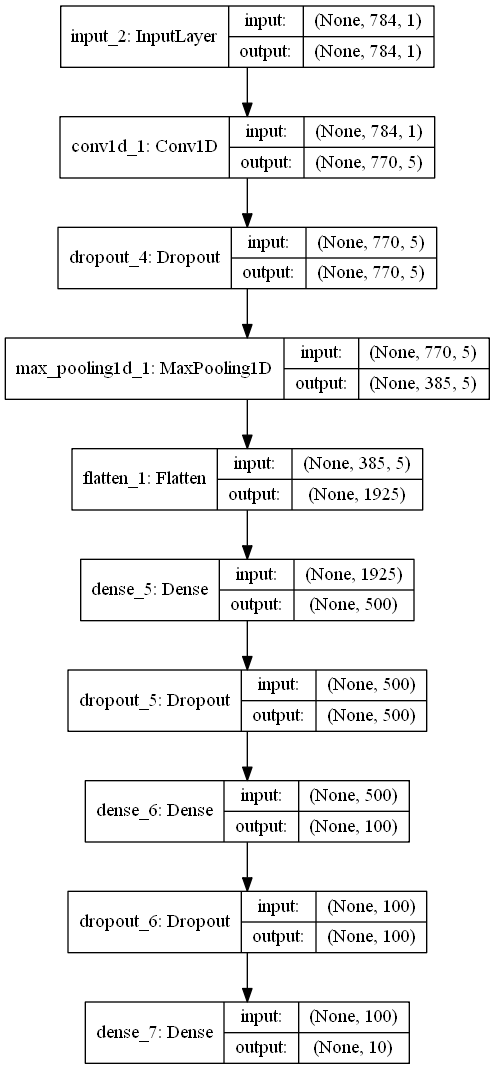 input_2: InputLayer
input: (None, 784, 1)
output: (None, 784, 1)
conv1d_1: Conv1D
input: (None, 784, 1)
output: (None, 770, 5)
dropout_4: Dropout
input: (None, 770, 5)
output: (None, 770, 5)
max_pooling1d_1: MaxPooling1D
input: (None, 770, 5)
output: (None, 385, 5)
flatten_1: Flatten
input: (None, 385, 5)
output: (None, 1925)
dense_5: Dense
input: (None, 1925)
output: (None, 500)
dropout_5: Dropout
input: (None, 500)
output: (None, 500)
dense_6: Dense
input: (None, 500)
output: (None, 100)
dropout_6: Dropout
input: (None, 100)
output: (None, 100)
dense_7: Dense
input: (None, 100)
output: (None, 10)